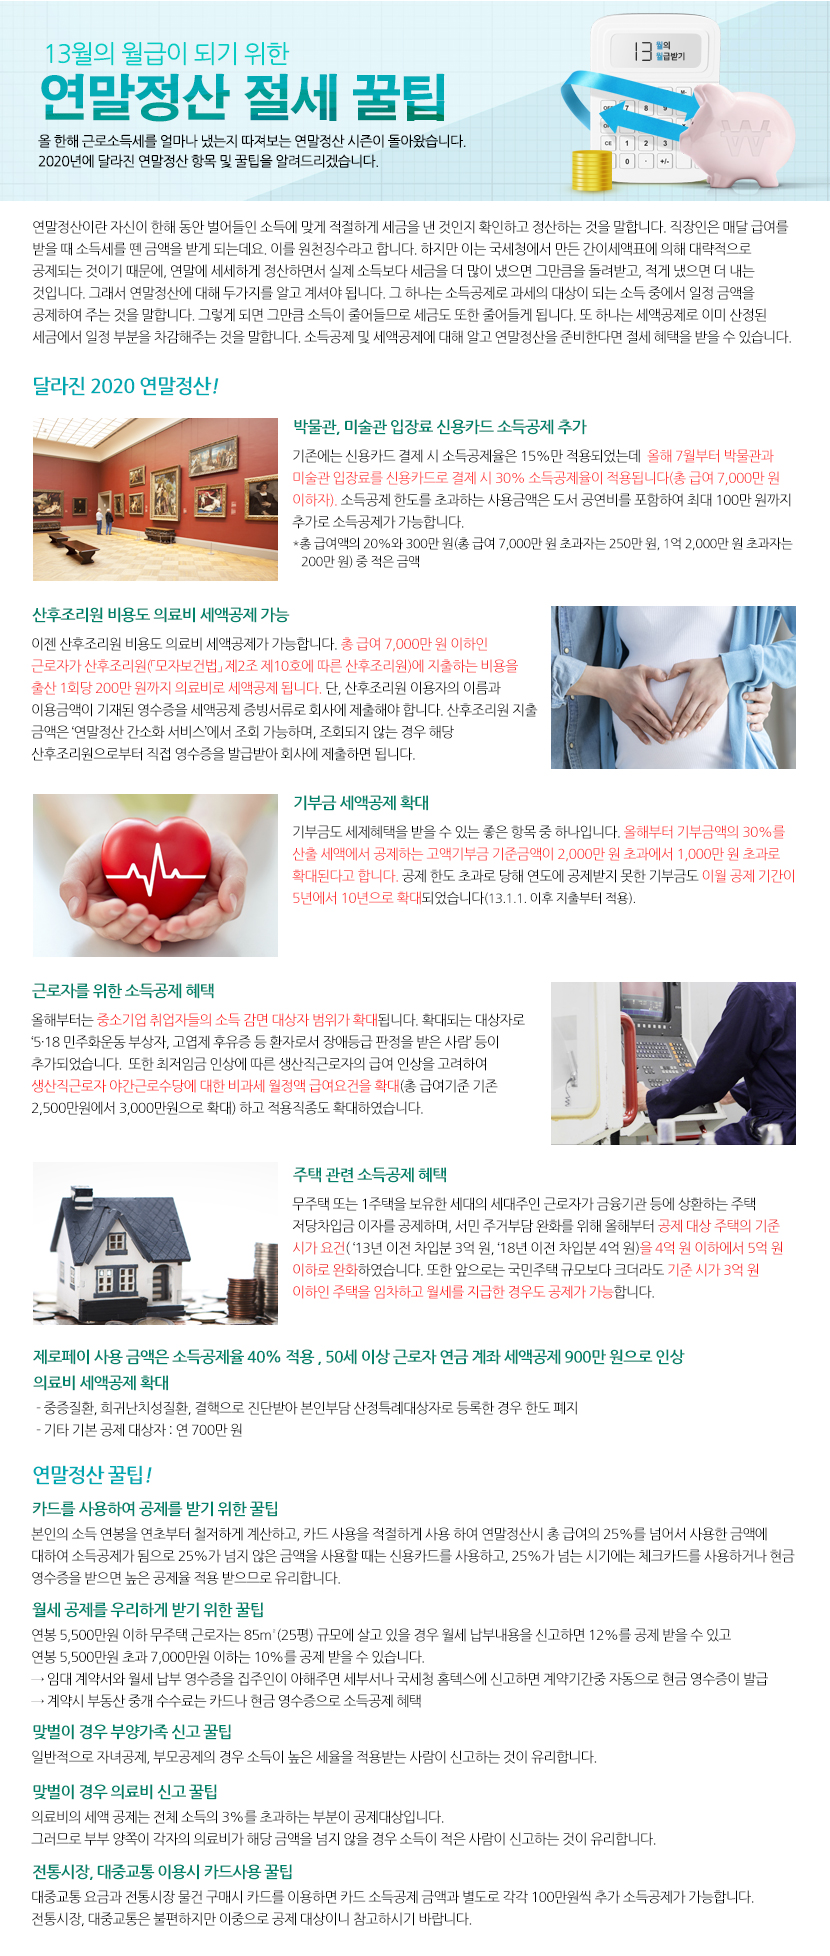 13월의 월급이 되기 위한
연말정산 절세 꿀팁
올 한해 근로소득세를 얼마나 냈는지 따져보는 연말정산 시즌이 돌아왔습니다.
2020년에 달라진 연말정산 항목 및 꿀팁을 알려드리겠습니다.
13월의 월급받기
M-
7 8 9
CE 1 2 3
0 · +/-
₩
연말정산이란 자신이 한해 동안 벌어들인 소득에 맞게 적절하게 세금을 낸 것인지 확인하고 정산하는 것을 말합니다. 직장인은 매달 급여를
받을 때 소득세를 뗀 금액을 받게 되는데요. 이를 원천징수라고 합니다. 하지만 이는 국세청에서 만든 간이세액표에 의해 대략적으로
공제되는 것이기 때문에, 연말에 세세하게 정산하면서 실제 소득보다 세금을 더 많이 냈으면 그만큼을 돌려받고, 적게 냈으면 더 내는
것입니다. 그래서 연말정산에 대해 두가지를 알고 계셔야 됩니다. 그 하나는 소득공제로 과세의 대상이 되는 소득 중에서 일정 금액을
공제하여 주는 것을 말합니다. 그렇게 되면 그만큼 소득이 줄어들므로 세금도 또한 줄어들게 됩니다. 또 하나는 세액공제로 이미 산정된
세금에서 일정 부분을 차감해주는 것을 말합니다. 소득공제 및 세액공제에 대해 알고 연말정산을 준비한다면 절세 혜택을 받을 수 있습니다.
달라진 2020 연말정산!
박물관, 미술관 입장료 신용카드 소득공제 추가
기존에는 신용카드 결제 시 소득공제율은 15%만 적용되었는데 올해 7월부터 박물관과
미술관 입장료를 신용카드로 결제 시 30% 소득공제율이 적용됩니다(총 급여 7,000만 원
이하자). 소득공제 한도를 초과하는 사용금액은 도서 공연비를 포함하여 최대 100만 원까지
추가로 소득공제가 가능합니다.
*총 급여액의 20%와 300만 원(총 급여 7,000만 원 초과자는 250만 원, 1억 2,000만 원 초과자는
200만 원) 중 적은 금액
산후조리원 비용도 의료비 세액공제 가능
이젠 산후조리원 비용도 의료비 세액공제가 가능합니다. 총 급여 7,000만 원 이하인
근로자가 산후조리원(「모자보건법」 제2조 제10호에 따른 산후조리원)에 지출하는 비용을
출산 1회당 200만 원까지 의료비로 세액공제 됩니다. 단, 산후조리원 이용자의 이름과
이용금액이 기재된 영수증을 세액공제 증빙서류로 회사에 제출해야 합니다. 산후조리원 지출
금액은 ‘연말정산 간소화 서비스’에서 조회 가능하며, 조회되지 않는 경우 해당
산후조리원으로부터 직접 영수증을 발급받아 회사에 제출하면 됩니다.
기부금 세액공제 확대
기부금도 세제혜택을 받을 수 있는 좋은 항목 중 하나입니다. 올해부터 기부금액의 30%를
산출 세액에서 공제하는 고액기부금 기준금액이 2,000만 원 초과에서 1,000만 원 초과로
확대된다고 합니다. 공제 한도 초과로 당해 연도에 공제받지 못한 기부금도 이월 공제 기간이
5년에서 10년으로 확대되었습니다(13.1.1. 이후 지출부터 적용).
근로자를 위한 소득공제 혜택
올해부터는 중소기업 취업자들의 소득 감면 대상자 범위가 확대됩니다. 확대되는 대상자로
‘5·18 민주화운동 부상자, 고엽제 후유증 등 환자로서 장애등급 판정을 받은 사람’ 등이
추가되었습니다. 또한 최저임금 인상에 따른 생산직근로자의 급여 인상을 고려하여
생산직근로자 야간근로수당에 대한 비과세 월정액 급여요건을 확대(총 급여기준 기존
2,500만원에서 3,000만원으로 확대) 하고 적용직종도 확대하였습니다.
주택 관련 소득공제 혜택
무주택 또는 1주택을 보유한 세대의 세대주인 근로자가 금융기관 등에 상환하는 주택
저당차입금 이자를 공제하며, 서민 주거부담 완화를 위해 올해부터 공제 대상 주택의 기준
시가 요건( ‘13년 이전 차입분 3억 원, ‘18년 이전 차입분 4억 원)을 4억 원 이하에서 5억 원
이하로 완화하였습니다. 또한 앞으로는 국민주택 규모보다 크더라도 기준 시가 3억 원
이하인 주택을 임차하고 월세를 지급한 경우도 공제가 가능합니다.
제로페이 사용 금액은 소득공제율 40% 적용 , 50세 이상 근로자 연금 계좌 세액공제 900만 원으로 인상
의료비 세액공제 확대
- 중증질환, 희귀난치성질환, 결핵으로 진단받아 본인부담 산정특례대상자로 등록한 경우 한도 폐지
- 기타 기본 공제 대상자 : 연 700만 원
연말정산 꿀팁!
카드를 사용하여 공제를 받기 위한 꿀팁
본인의 소득 연봉을 연초부터 철저하게 계산하고, 카드 사용을 적절하게 사용 하여 연말정산시 총 급여의 25%를 넘어서 사용한 금액에
대하여 소득공제가 됨으로 25%가 넘지 않은 금액을 사용할 때는 신용카드를 사용하고, 25%가 넘는 시기에는 체크카드를 사용하거나 현금
영수증을 받으면 높은 공제율 적용 받으므로 유리합니다.
월세 공제를 우리하게 받기 위한 꿀팁
연봉 5,500만원 이하 무주택 근로자는 85㎡(25평) 규모에 살고 있을 경우 월세 납부내용을 신고하면 12%를 공제 받을 수 있고
연봉 5,500만원 초과 7,000만원 이하는 10%를 공제 받을 수 있습니다.
→ 임대 계약서와 월세 납부 영수증을 집주인이 아해주면 세부서나 국세청 홈텍스에 신고하면 계약기간중 자동으로 현금 영수증이 발급
→ 계약시 부동산 중개 수수료는 카드나 현금 영수증으로 소득공제 혜택
맞벌이 경우 부양가족 신고 꿀팁
일반적으로 자녀공제, 부모공제의 경우 소득이 높은 세율을 적용받는 사람이 신고하는 것이 유리합니다.
맞벌이 경우 의료비 신고 꿀팁
의료비의 세액 공제는 전체 소득의 3%를 초과하는 부분이 공제대상입니다.
그러므로 부부 양쪽이 각자의 의료비가 해당 금액을 넘지 않을 경우 소득이 적은 사람이 신고하는 것이 유리합니다.
전통시장, 대중교통 이용시 카드사용 꿀팁
대중교통 요금과 전통시장 물건 구매시 카드를 이용하면 카드 소득공제 금액과 별도로 각각 100만원씩 추가 소득공제가 가능합니다.
전통시장, 대중교통은 불편하지만 이중으로 공제 대상이니 참고하시기 바랍니다.